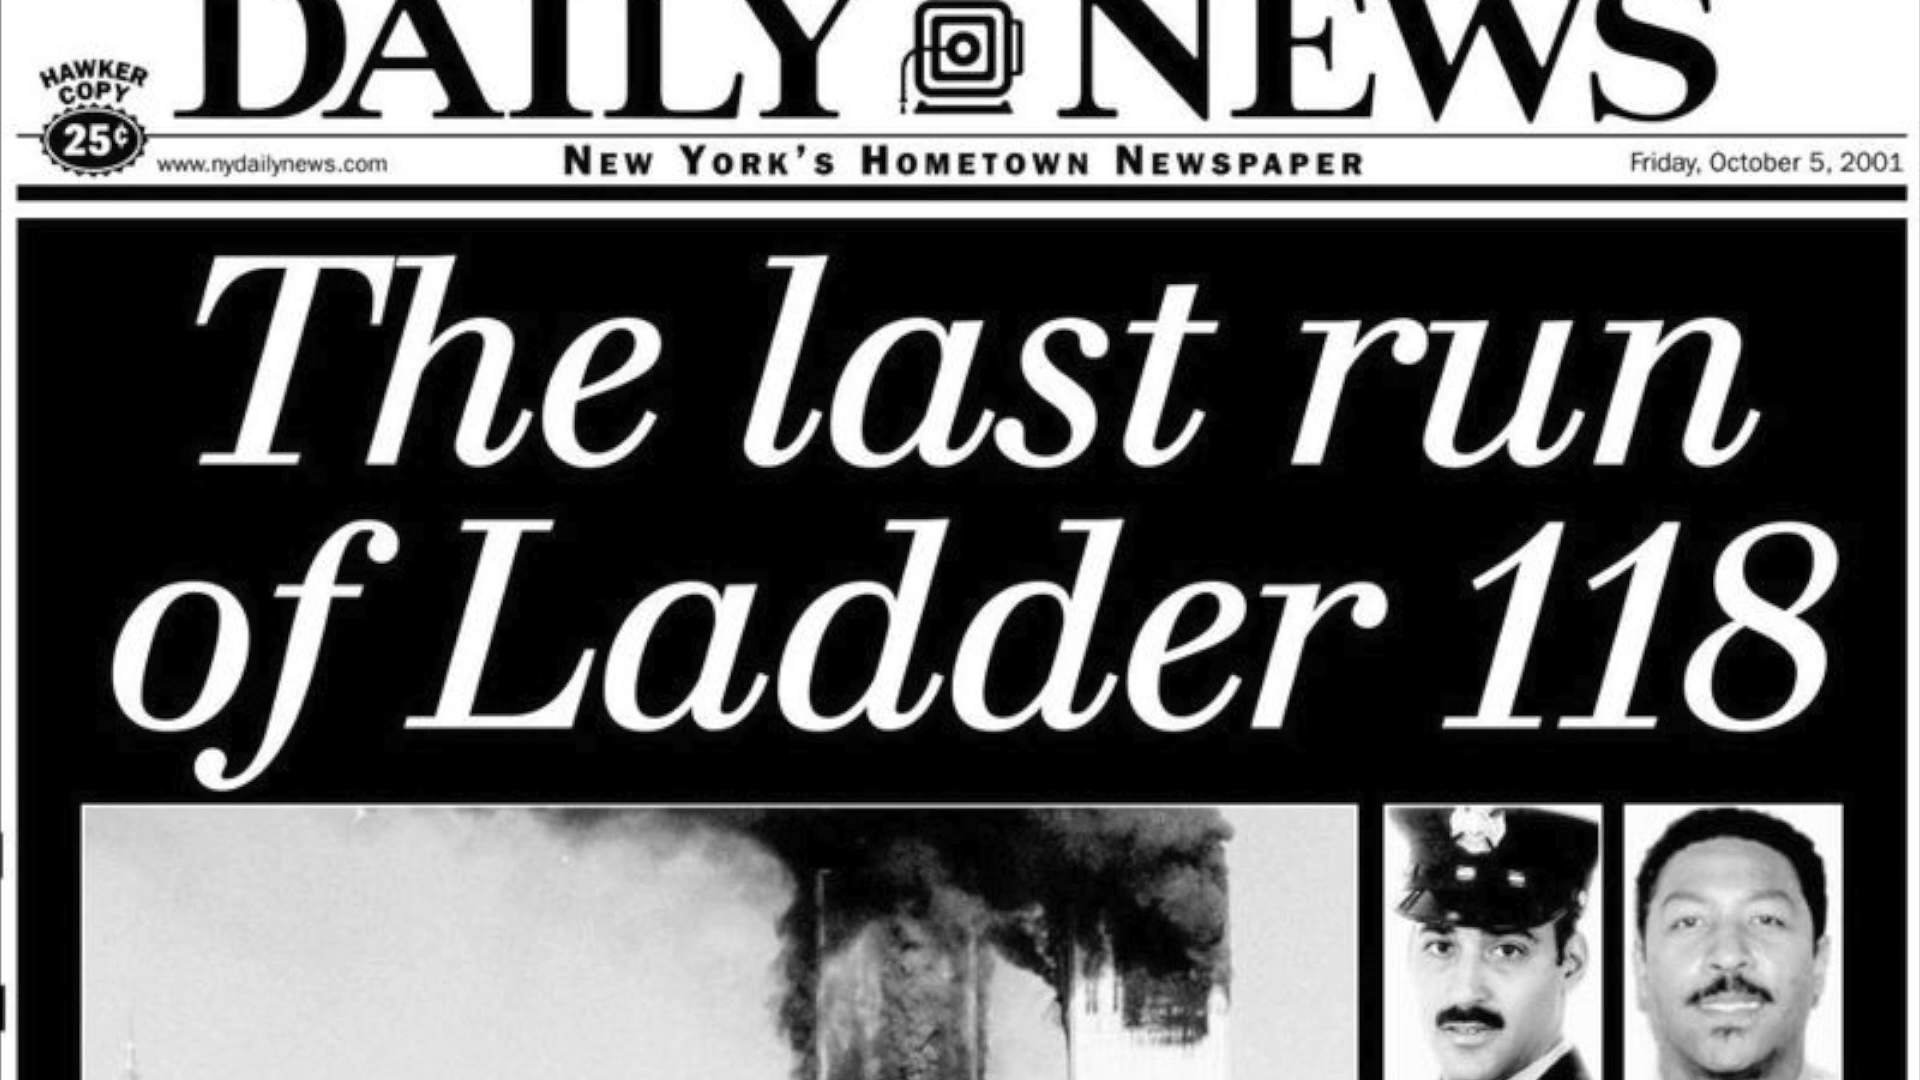 DAILY NEWS
HAWKER
COPY
25¢
www.nydailynews.com
NEW YORK'S HOMETOWN NEWSPAPER
Friday, October 5, 2001
The last run
of Ladder 118